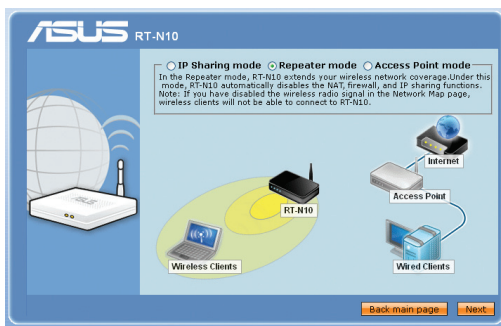 ASUS RT-N10
IP Sharing mode Repeater mode Access Point mode
In the Repeater mode, RT-N10 extends your wireless network coverage.Under this
mode, RT-N10 automatically disables the NAT, firewall, and IP sharing functions.
Note: If you have disabled the wireless radio signal in the Network Map page,
wireless clients will not be able to connect to RT-N10.
Internet
Access Point
RT-N10
Wireless Clients
Wired Clients
Back main page Next